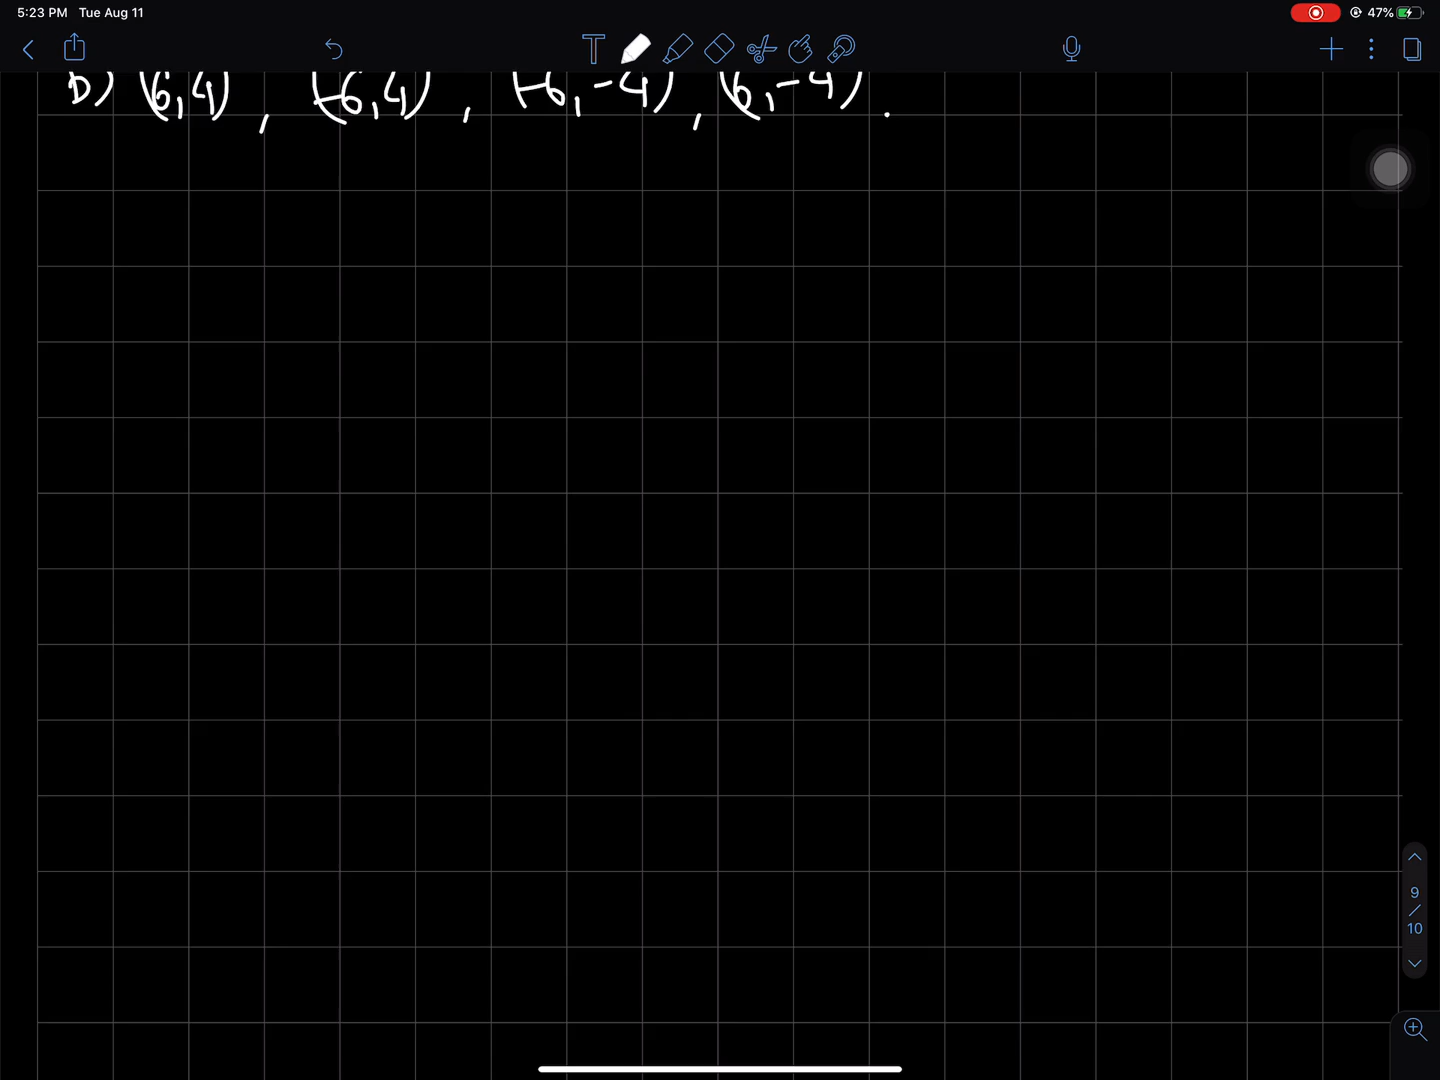 5:23 PM Tue Aug 11
47%
D) (6,4) , (-6,4) , (-6,-4) , (6,-4) .
9
/
10